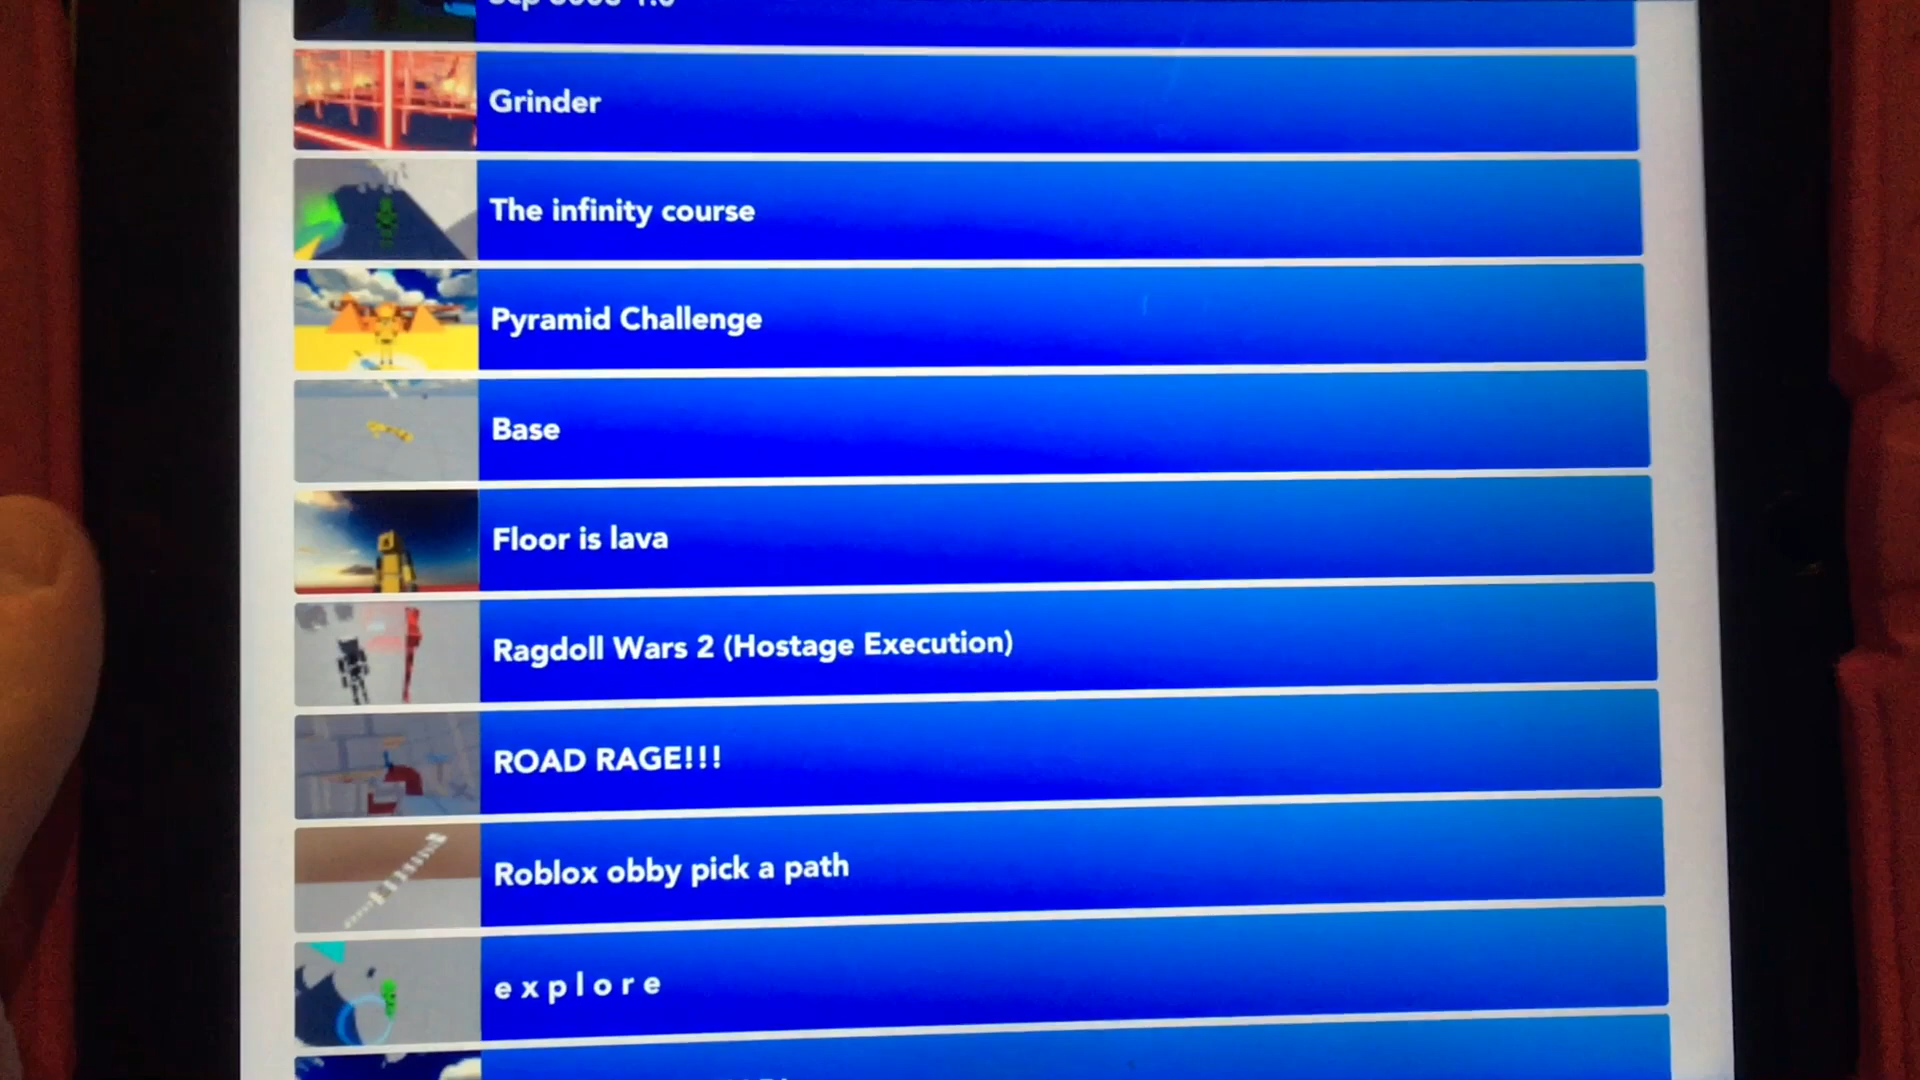 Grinder
The infinity course
Pyramid Challenge
Base
Floor is lava
Ragdoll Wars 2 (Hostage Execution)
ROAD RAGE!!!
Roblox obby pick a path
e x p l o r e